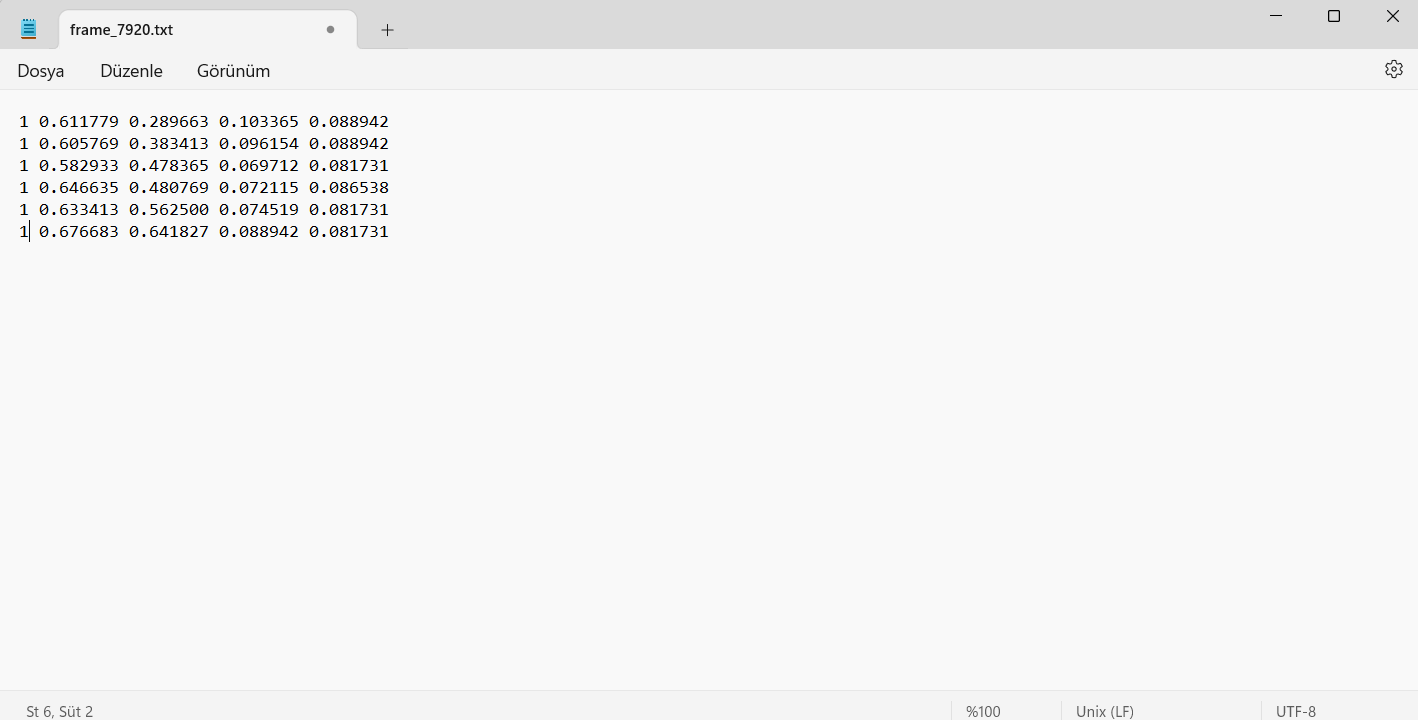 frame_7920.txt
Dosya Düzenle Görünüm
1 0.611779 0.289663 0.103365 0.088942
1 0.605769 0.383413 0.096154 0.088942
1 0.582933 0.478365 0.069712 0.081731
1 0.646635 0.480769 0.072115 0.086538
1 0.633413 0.562500 0.074519 0.081731
1 0.676683 0.641827 0.088942 0.081731
St 6, Süt 2 %100 Unix (LF) UTF-8